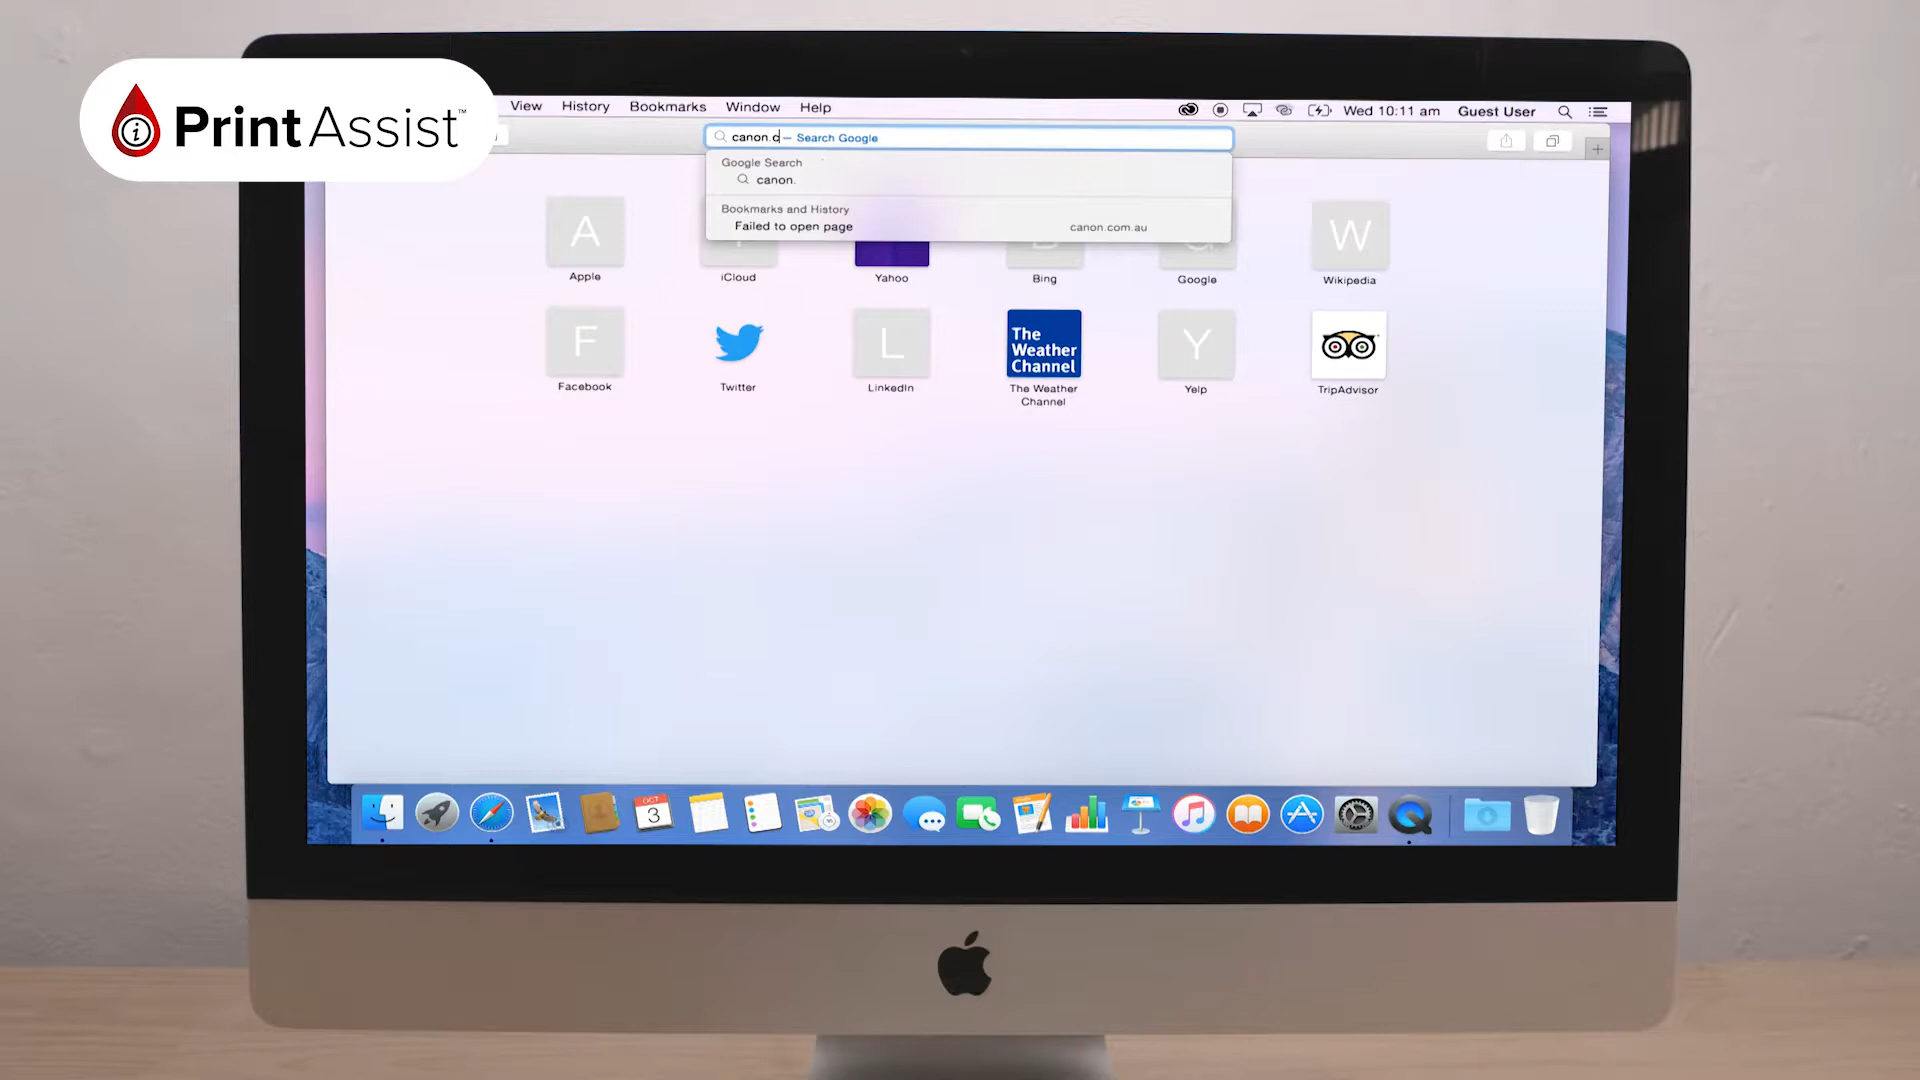 PrintAssist™
View History Bookmarks Window Help
Wed 10:11 am Guest User
canon.c — Search Google
Google Search
canon.
Bookmarks and History
Failed to open page canon.com.au
A
W
Apple iCloud Yahoo Bing Google Wikipedia
F L The Weather Channel Y
Facebook Twitter LinkedIn The Weather Channel Yelp TripAdvisor
OCT
3